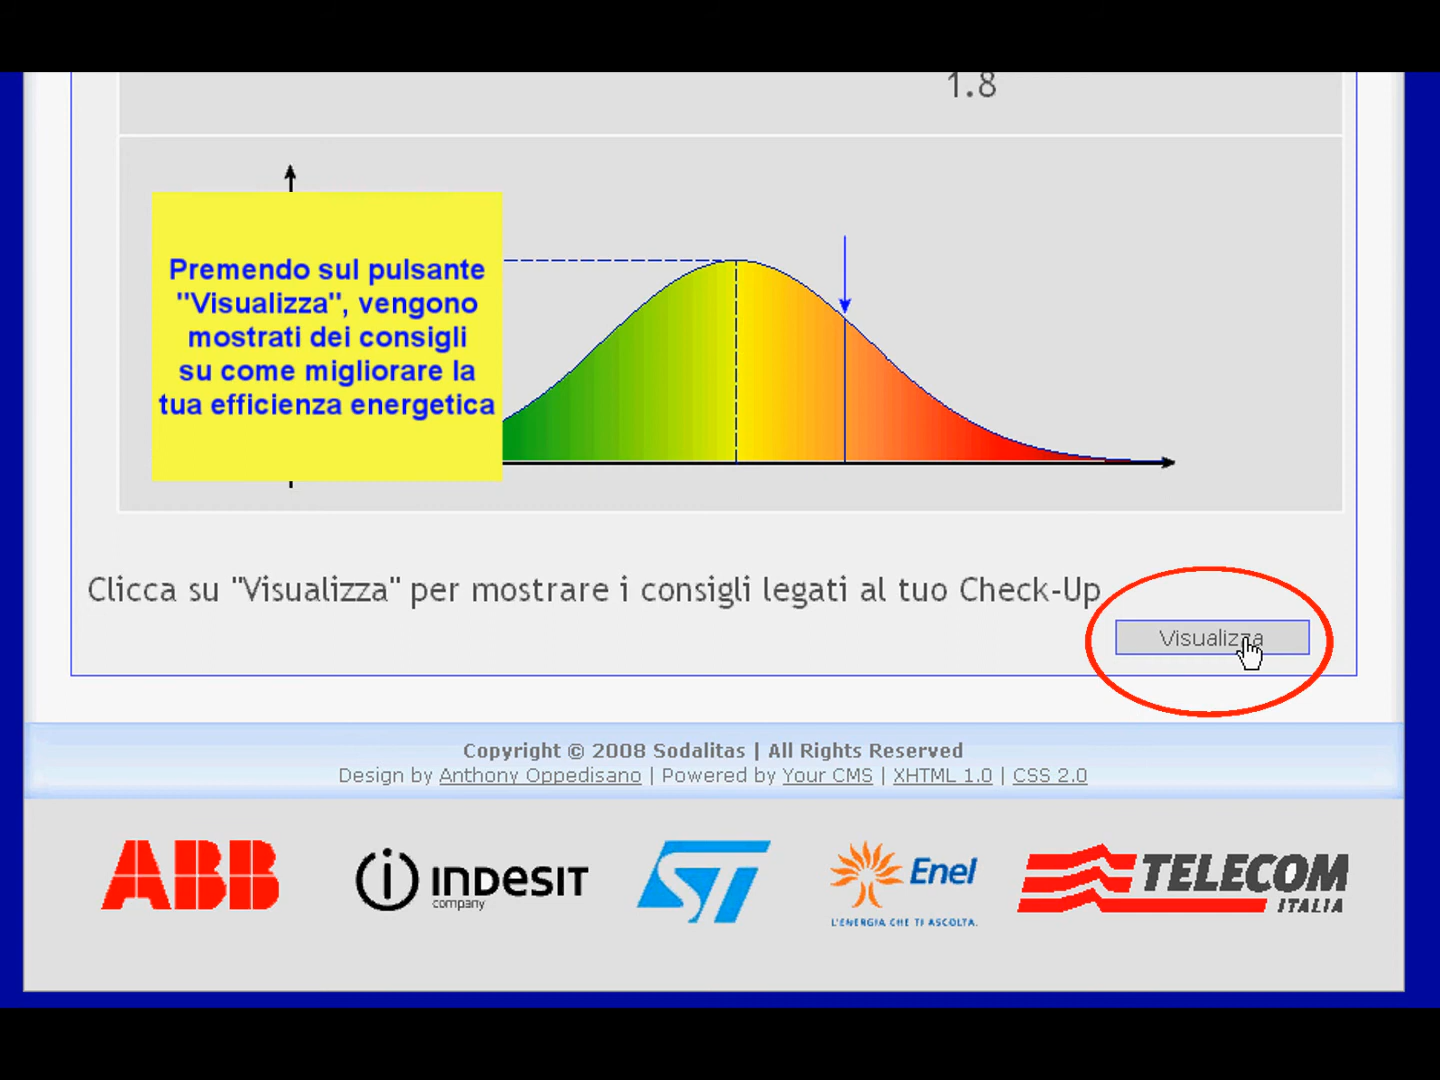 1.8
Premendo sul pulsante
"Visualizza", vengono
mostrati dei consigli
su come migliorare la
tua efficienza energetica
Clicca su "Visualizza" per mostrare i consigli legati al tuo Check-Up
Visualizza
Copyright © 2008 Sodalitas | All Rights Reserved
Design by Anthony Oppedisano | Powered by Your CMS | XHTML 1.0 | CSS 2.0
ABB
INDESIT
company
ST
Enel
L'ENERGIA CHE TI ASCOLTA.
TELECOM
ITALIA